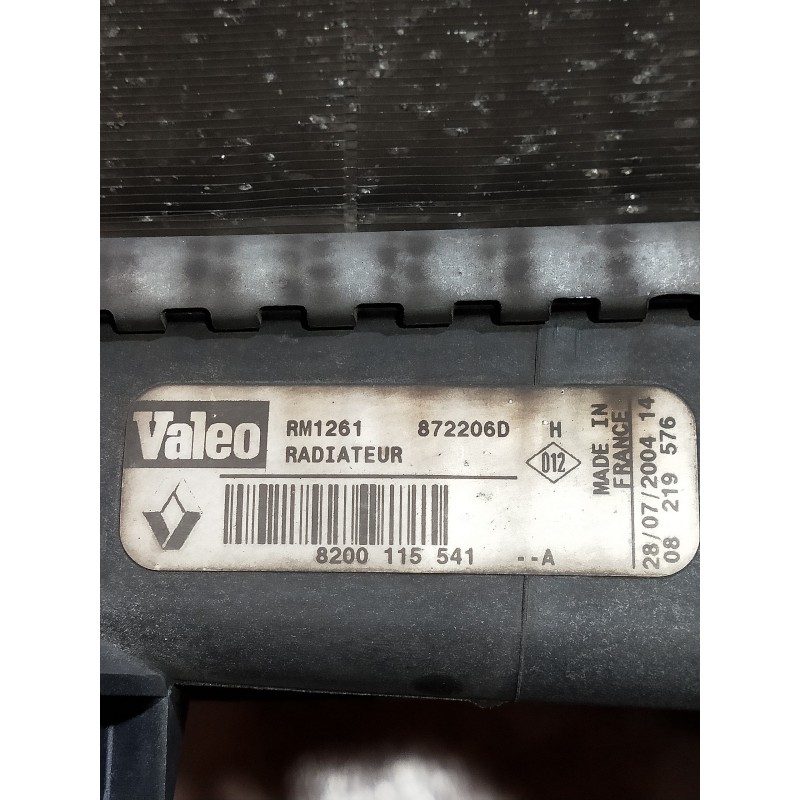 Valeo
RM1261 872206D H
RADIATEUR
D12
8200 115 541 --A
MADE IN
FRANCE
28/07/2004 14
08 219 576